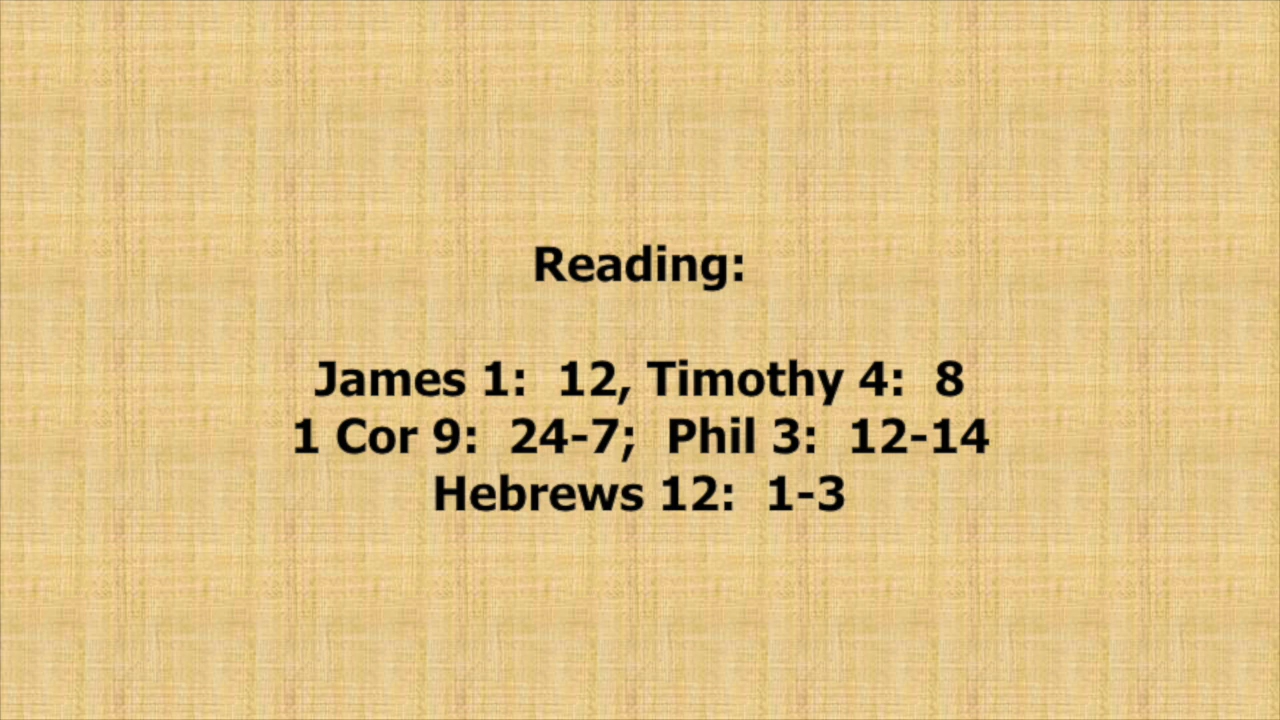 Reading:
James 1:  12, Timothy 4:  8
1 Cor 9:  24-7;  Phil 3:  12-14
Hebrews 12:  1-3